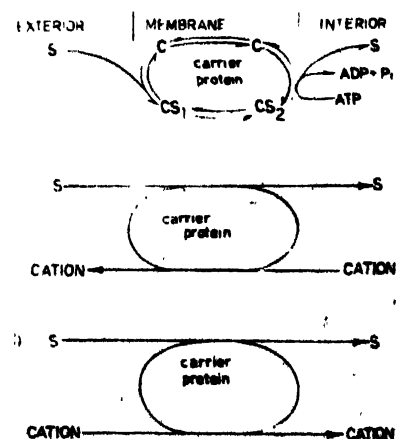 EXTERIOR MEMBRANE INTERIOR
S C C S
carrier
protein
ADP + Pi
ATP
CS1 CS2
S S
carrier
protein
CATION CATION
) S S
carrier
protein
CATION CATION